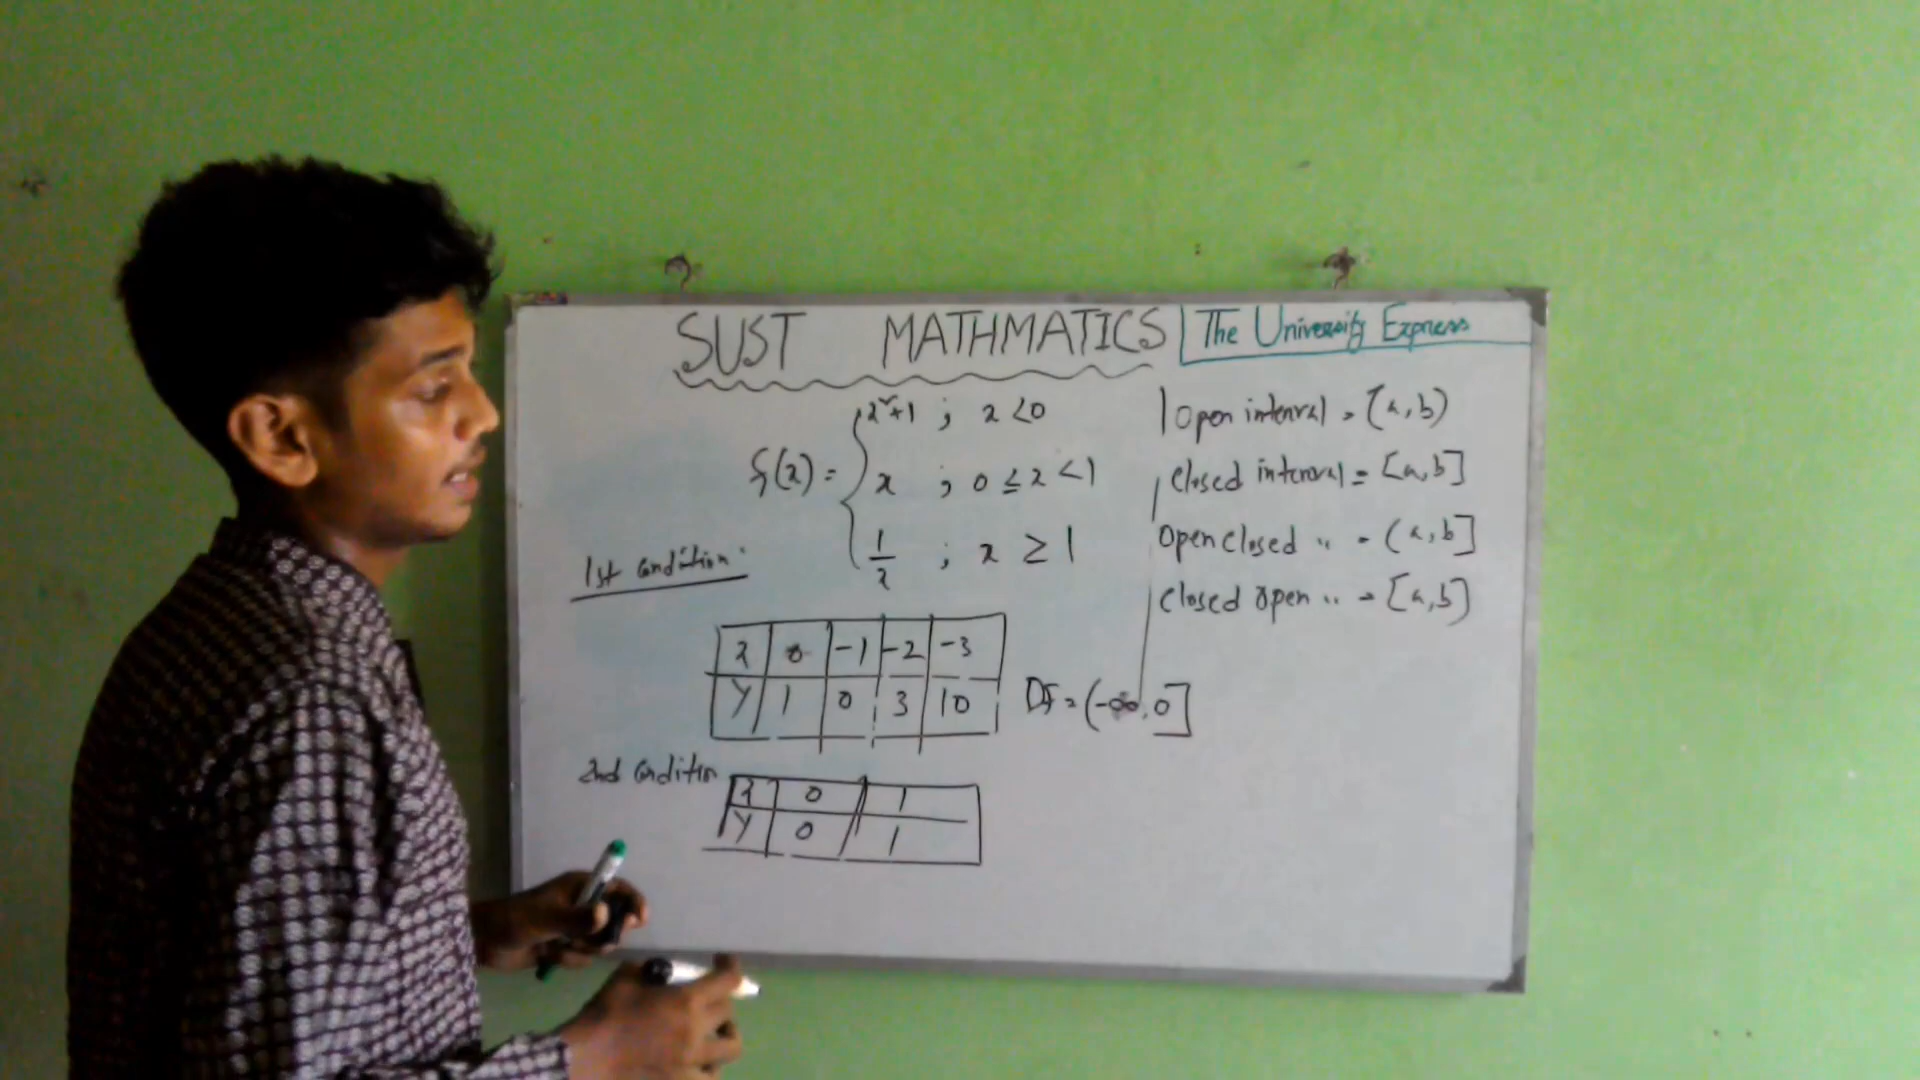 SUST MATHMATICS
The University Express
f(x) =
x²+1 ; x < 0
x ; 0 ≤ x < 1
1/x ; x ≥ 1
Open interval = (a, b)
Closed interval = [a, b]
Open closed " = (a, b]
Closed open " = [a, b)
1st condition:
x 0 -1 -2 -3
y 1 0 3 10
Df = (-∞, 0]
2nd condition
x 0 1
y 0 1